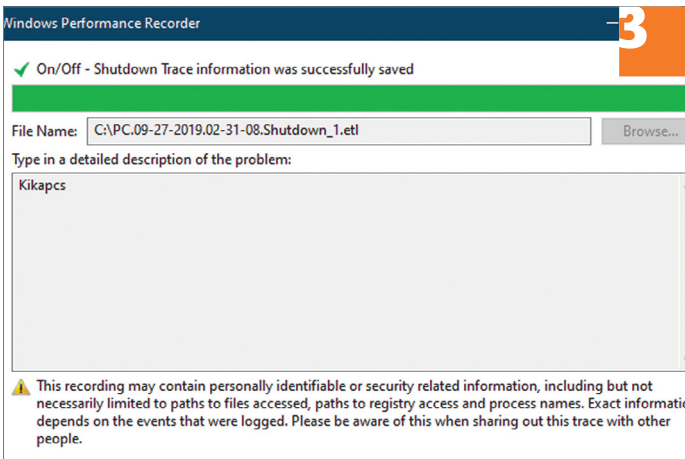 Windows Performance Recorder
3
On/Off - Shutdown Trace information was successfully saved
File Name: C:\PC.09-27-2019.02-31-08.Shutdown_1.etl Browse...
Type in a detailed description of the problem:
Kikapcs
This recording may contain personally identifiable or security related information, including but not
necessarily limited to paths to files accessed, paths to registry access and process names. Exact informatic
depends on the events that were logged. Please be aware of this when sharing out this trace with other
people.